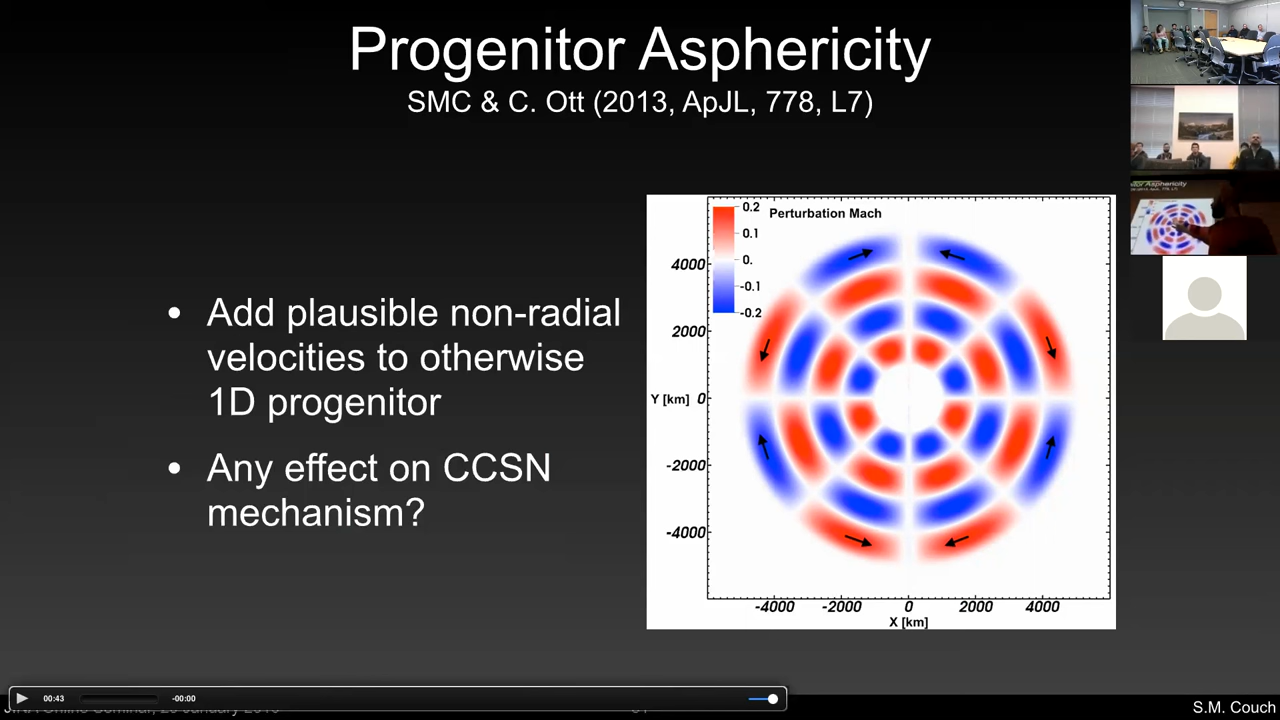 Progenitor Asphericity
SMC & C. Ott (2013, ApJL, 778, L7)
• Add plausible non-radial
velocities to otherwise
1D progenitor
• Any effect on CCSN
mechanism?
Perturbation Mach
0.2
0.1
0.
-0.1
-0.2
4000
2000
Y [km] 0
-2000
-4000
-4000 -2000 0 2000 4000
X [km]
00:43 -00:00
S.M. Couch